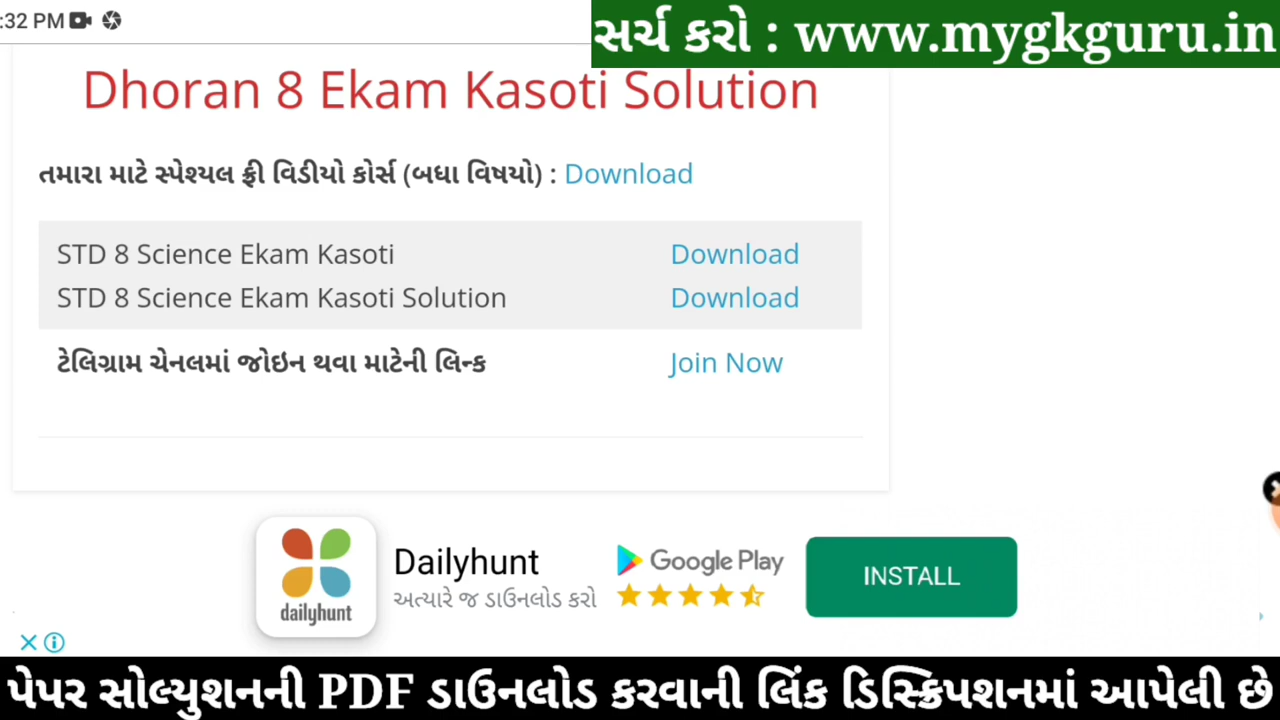 :32 PM
સર્ચ કરો : www.mygkguru.in
Dhoran 8 Ekam Kasoti Solution
તમારા માટે સ્પેશ્યલ ફ્રી વિડીયો કોર્સ (બધા વિષયો) : Download
STD 8 Science Ekam Kasoti Download
STD 8 Science Ekam Kasoti Solution Download
ટેલિગ્રામ ચેનલમાં જોઇન થવા માટેની લિન્ક Join Now
dailyhunt
Dailyhunt
અત્યારે જ ડાઉનલોડ કરો
Google Play
INSTALL
પેપર સોલ્યુશનની PDF ડાઉનલોડ કરવાની લિંક ડિસ્ક્રિપશનમાં આપેલી છે